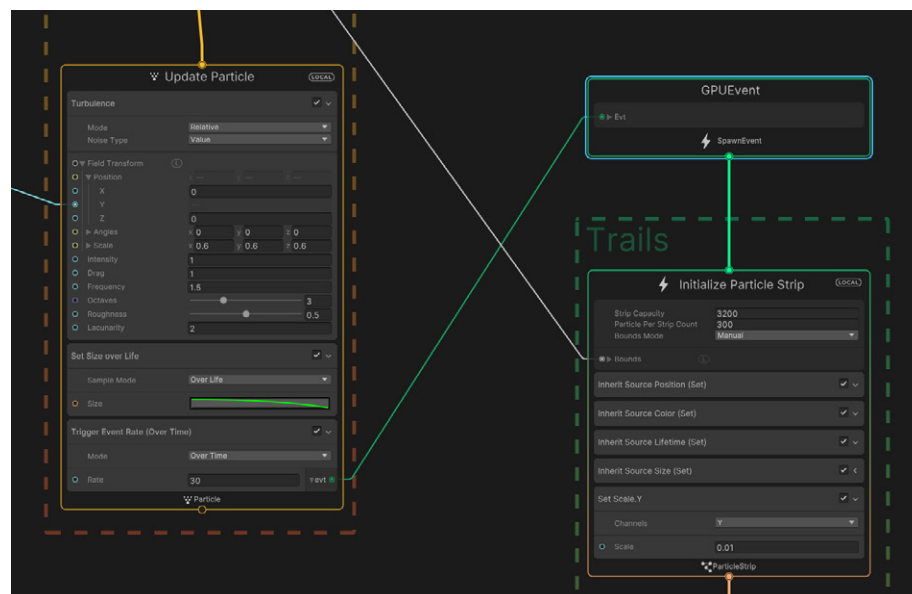 Update Particle
LOCAL
Turbulence
Mode Relative
Noise Type Value
Field Transform L
Position x — y — z —
X 0
Y —
Z 0
Angles x 0 y 0 z 0
Scale x 0.6 y 0.6 z 0.6
Intensity 1
Drag 1
Frequency 1.5
Octaves 3
Roughness 0.5
Lacunarity 2
Set Size over Life
Sample Mode Over Life
Size
Trigger Event Rate (Over Time)
Mode Over Time
Rate 30 evt
Particle
GPUEvent
Evt
SpawnEvent
Trails
Initialize Particle Strip
LOCAL
Strip Capacity 3200
Particle Per Strip Count 300
Bounds Mode Manual
Bounds L
Inherit Source Position (Set)
Inherit Source Color (Set)
Inherit Source Lifetime (Set)
Inherit Source Size (Set)
Set Scale.Y
Channels Y
Scale 0.01
ParticleStrip